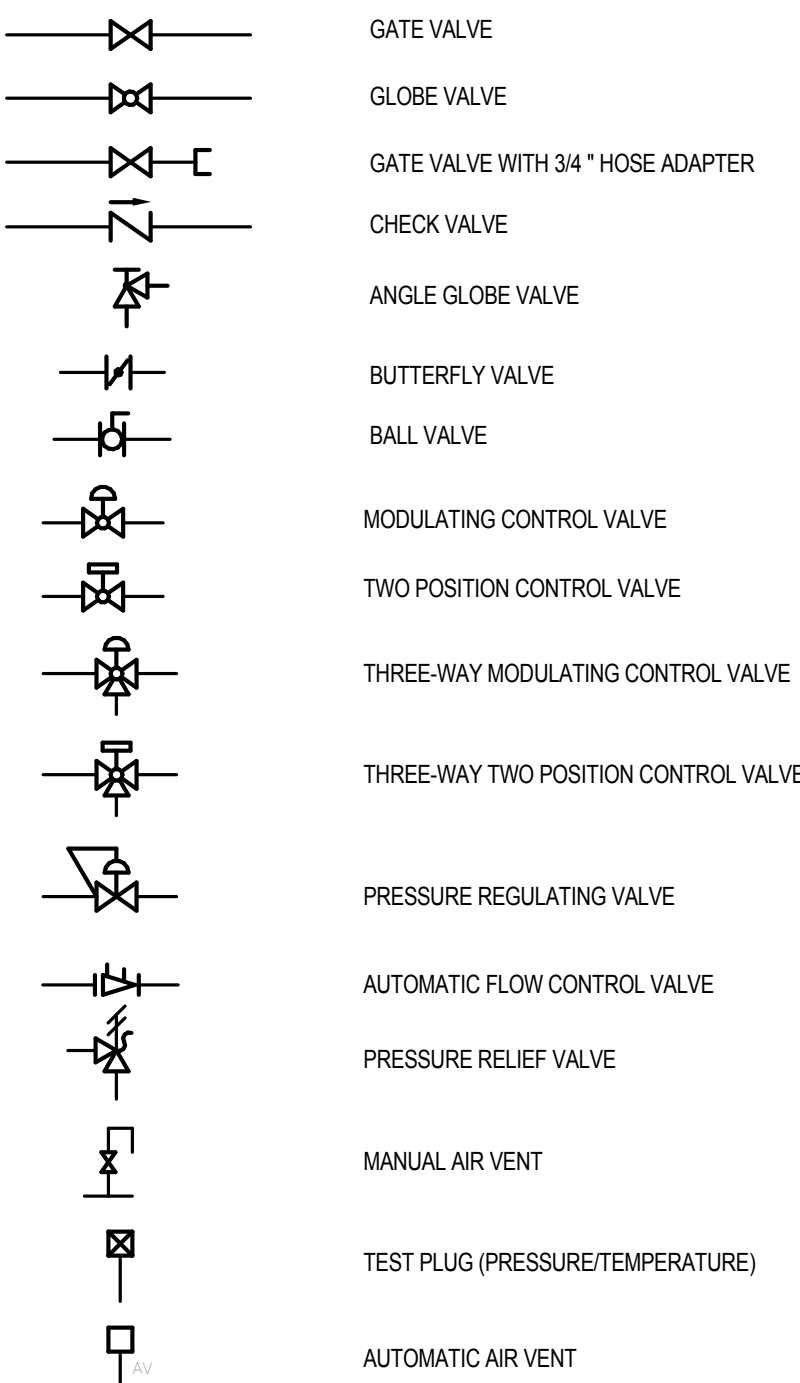 GATE VALVE
GLOBE VALVE
GATE VALVE WITH 3/4 " HOSE ADAPTER
CHECK VALVE
ANGLE GLOBE VALVE
BUTTERFLY VALVE
BALL VALVE
MODULATING CONTROL VALVE
TWO POSITION CONTROL VALVE
THREE-WAY MODULATING CONTROL VALVE
THREE-WAY TWO POSITION CONTROL VALVE
PRESSURE REGULATING VALVE
AUTOMATIC FLOW CONTROL VALVE
PRESSURE RELIEF VALVE
MANUAL AIR VENT
TEST PLUG (PRESSURE/TEMPERATURE)
AV AUTOMATIC AIR VENT